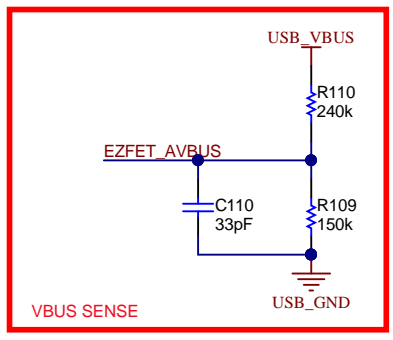 USB_VBUS
R110
240k
EZFET_AVBUS
C110
33pF
R109
150k
USB_GND
VBUS SENSE